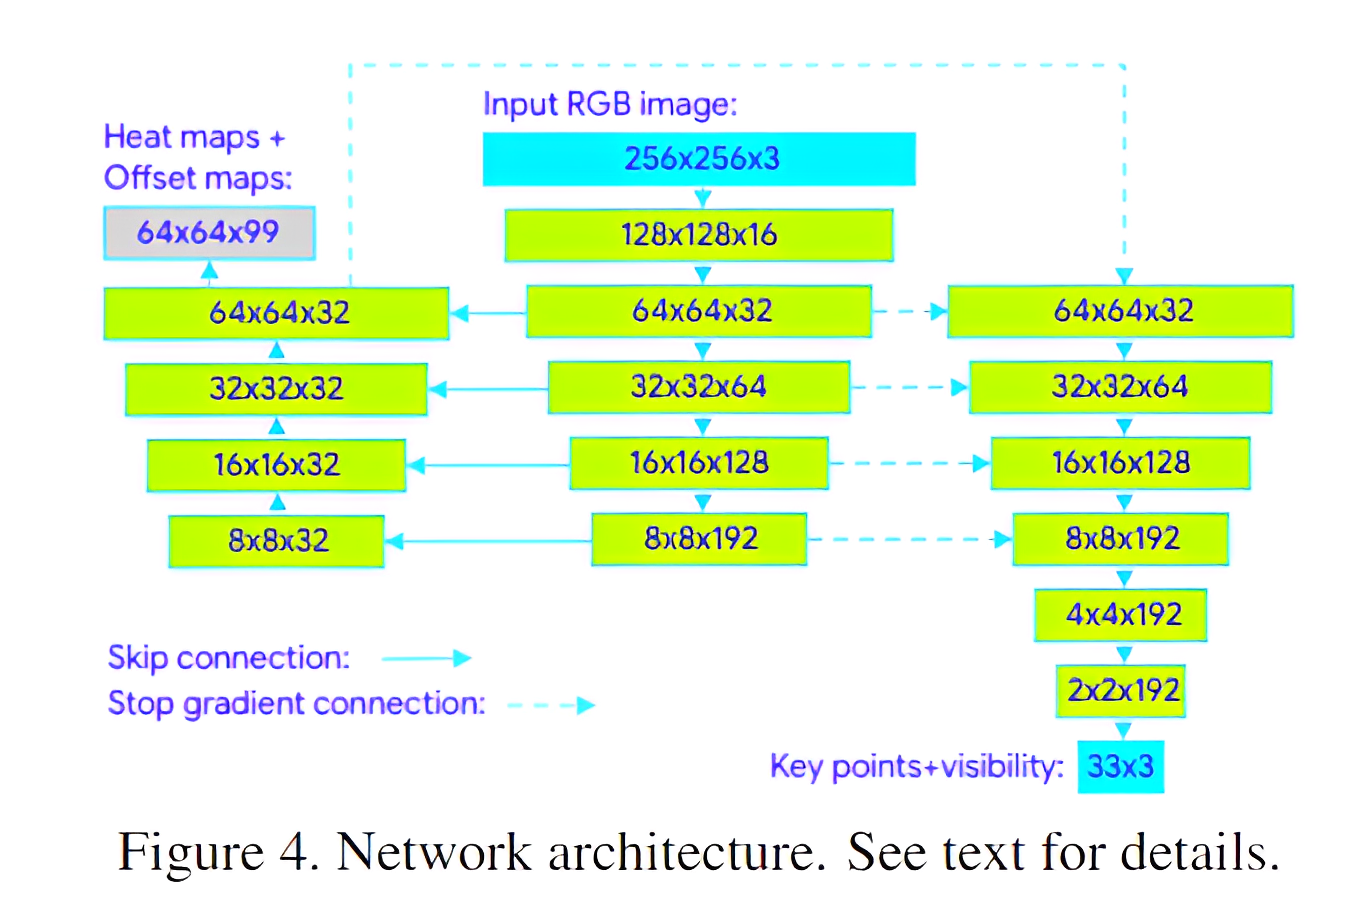 Input RGB image:
256x256x3
128x128x16
64x64x32
32x32x64
16x16x128
8x8x192
Heat maps +
Offset maps:
64x64x99
64x64x32
32x32x32
16x16x32
8x8x32
64x64x32
32x32x64
16x16x128
8x8x192
4x4x192
2x2x192
Key points+visibility: 33x3
Skip connection:
Stop gradient connection:
Figure 4. Network architecture. See text for details.